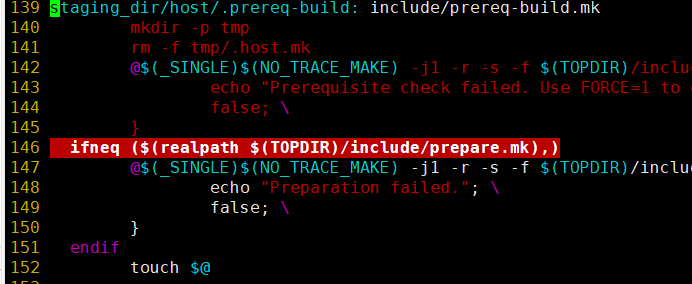 139 staging_dir/host/.prereq-build: include/prereq-build.mk
140 mkdir -p tmp
141 rm -f tmp/.host.mk
142 @$(_SINGLE)$(NO_TRACE_MAKE) -j1 -r -s -f $(TOPDIR)/inclu
143 echo "Prerequisite check failed. Use FORCE=1 to
144 false; \
145 }
146 ifneq ($(realpath $(TOPDIR)/include/prepare.mk),)
147 @$(_SINGLE)$(NO_TRACE_MAKE) -j1 -r -s -f $(TOPDIR)/inclu
148 echo "Preparation failed."; \
149 false; \
150 }
151 endif
152 touch $@